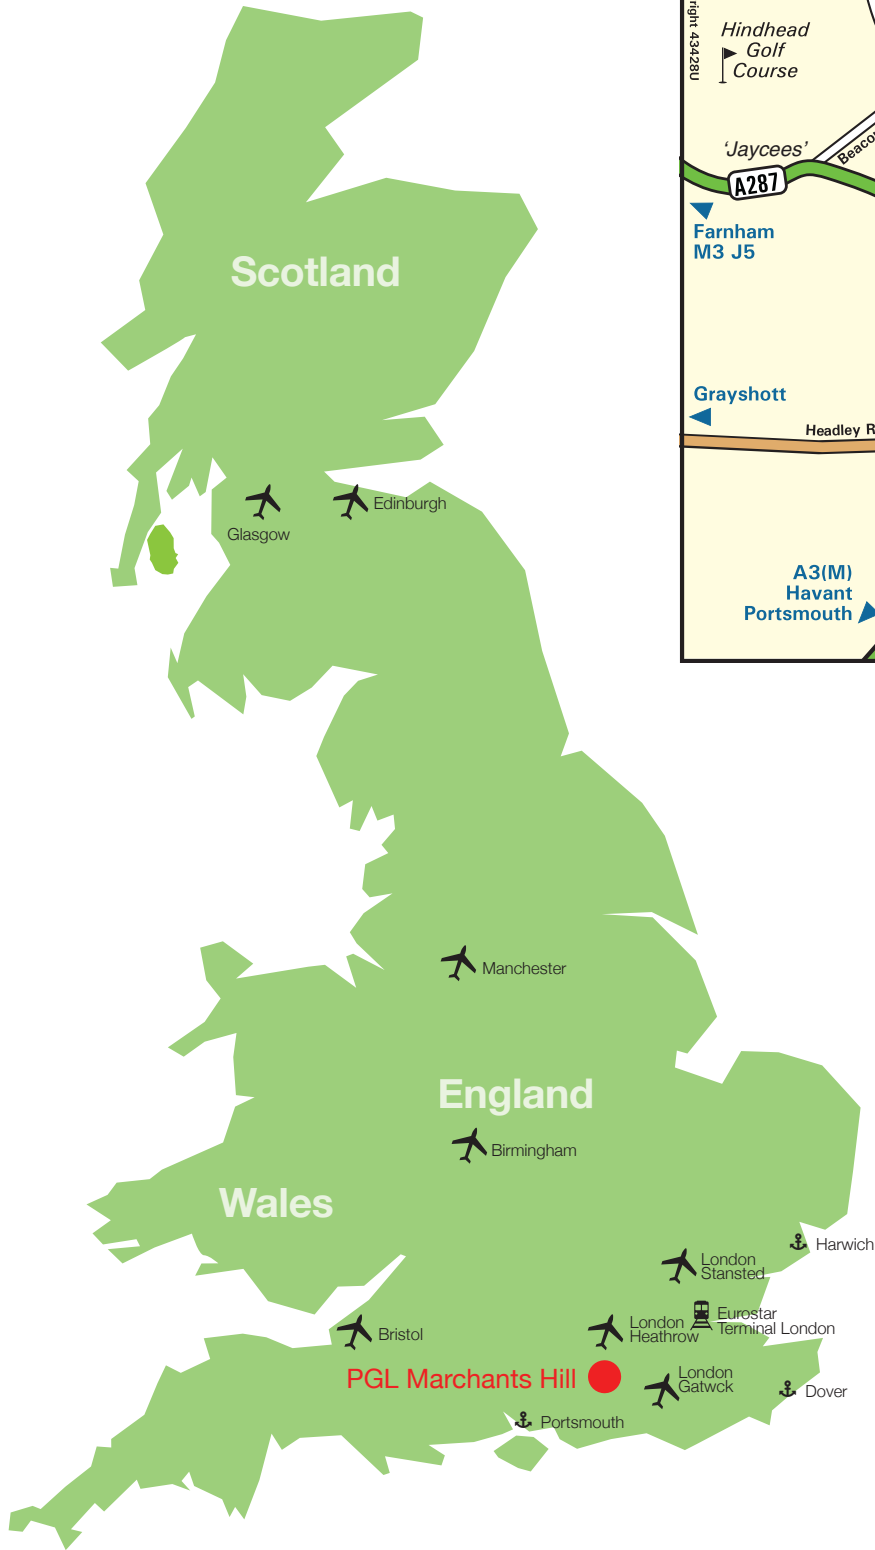 right 43428U
Hindhead
Golf
Course
'Jaycees'
A287
Farnham
M3 J5
Grayshott
Headley R
A3(M)
Havant
Portsmouth
Scotland
Glasgow
Edinburgh
Manchester
England
Birmingham
Wales
Harwich
London
Stansted
Eurostar
Terminal London
London
Heathrow
Bristol
PGL Marchants Hill
London
Gatwck
Dover
Portsmouth